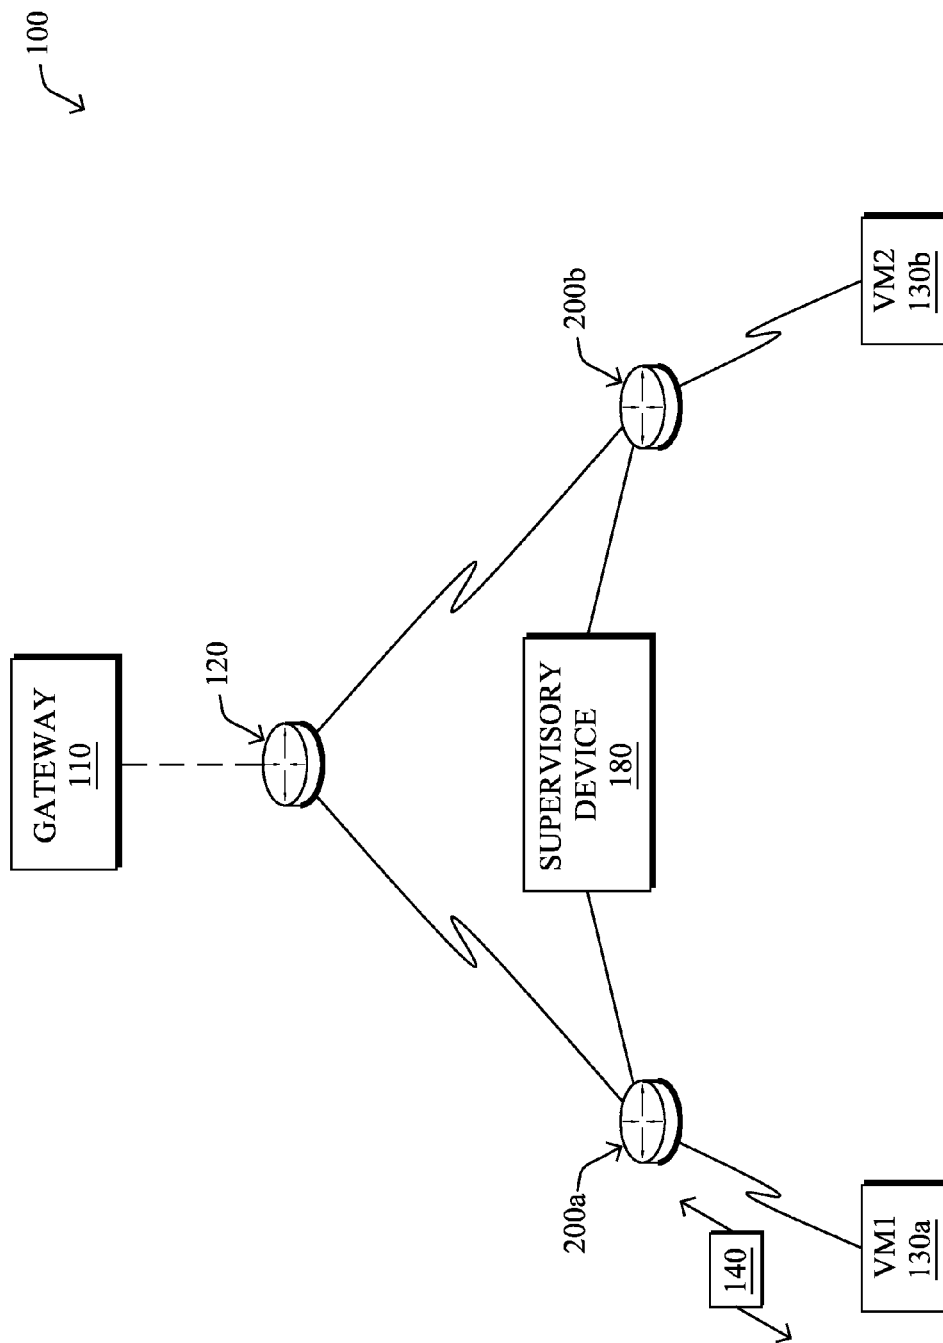 100
GATEWAY
110
120
SUPERVISORY
DEVICE
180
200a
200b
140
VM1
130a
VM2
130b